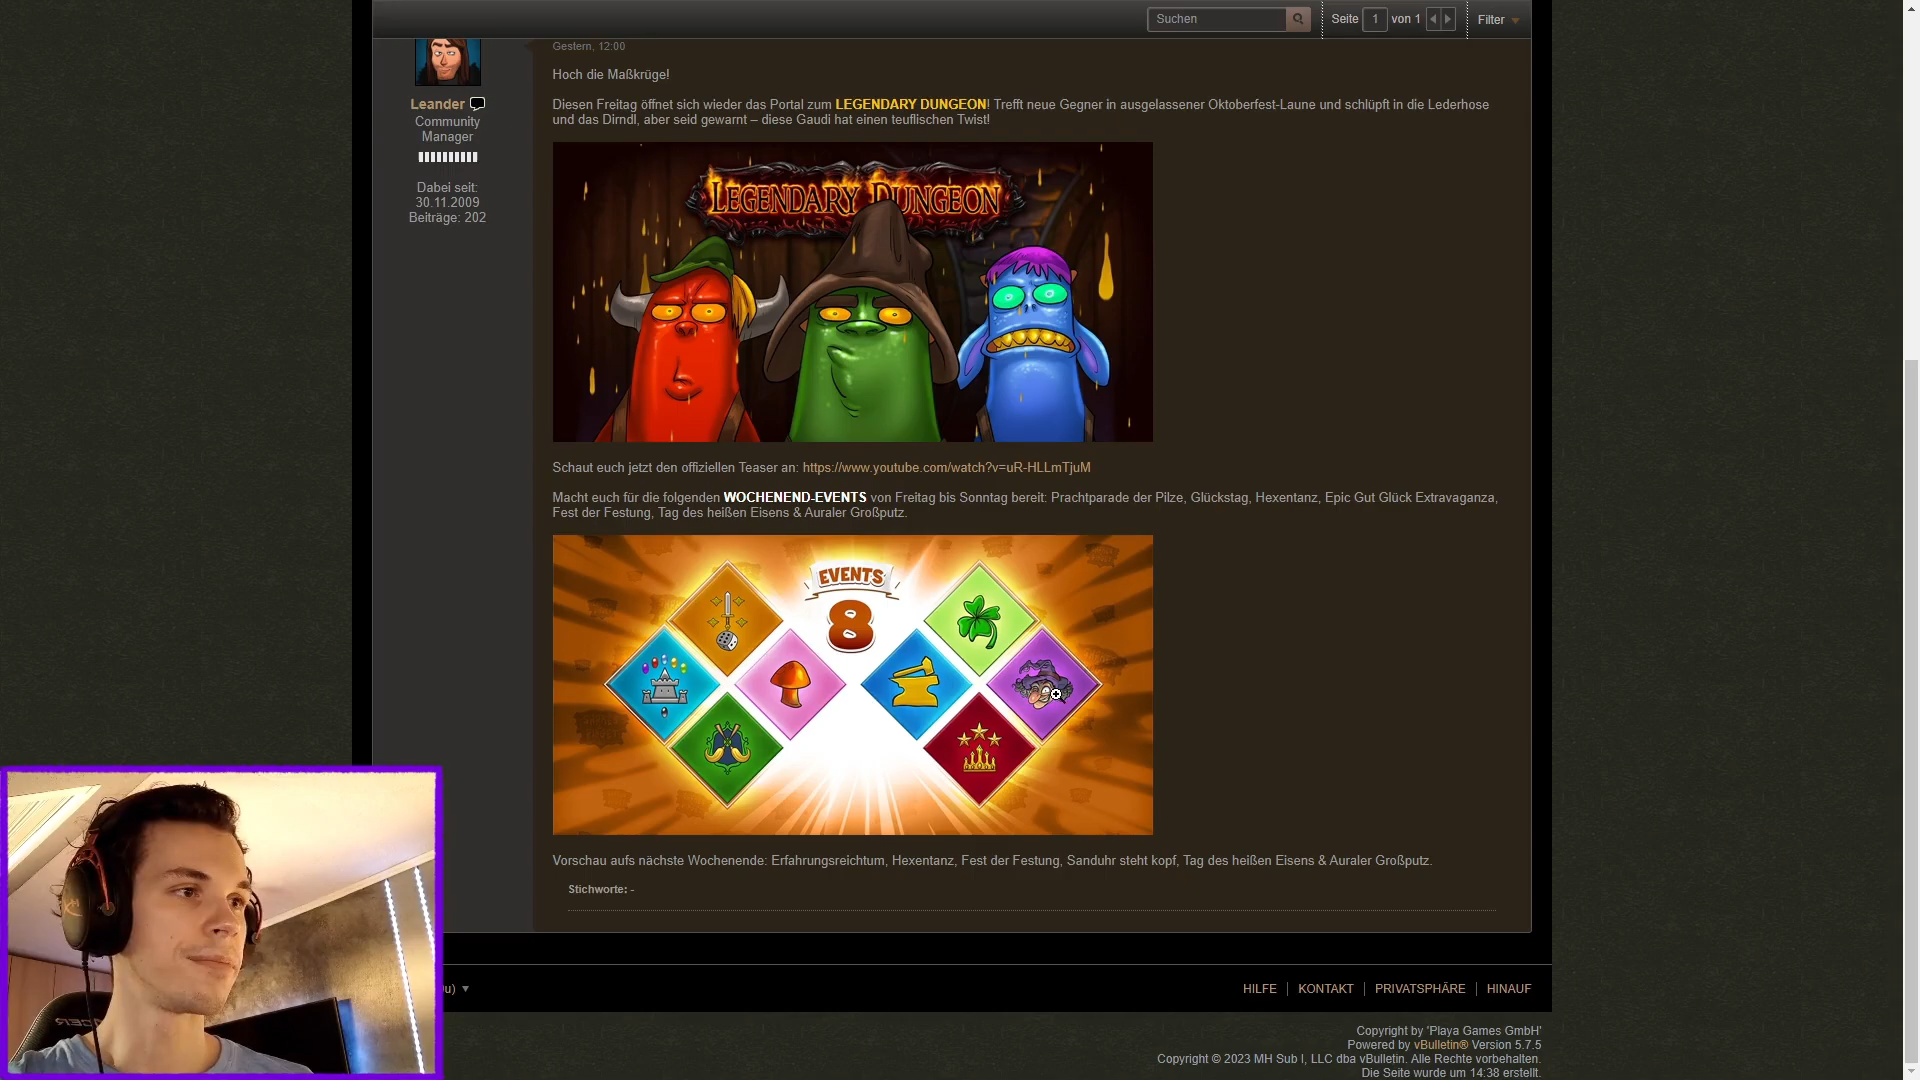 Suchen
Seite 1 von 1
Filter
Gestern, 12:00
Leander
Community
Manager
Dabei seit:
30.11.2009
Beiträge: 202
Hoch die Maßkrüge!
Diesen Freitag öffnet sich wieder das Portal zum LEGENDARY DUNGEON! Trefft neue Gegner in ausgelassener Oktoberfest-Laune und schlüpft in die Lederhose
und das Dirndl, aber seid gewarnt – diese Gaudi hat einen teuflischen Twist!
LEGENDARY DUNGEON
Schaut euch jetzt den offiziellen Teaser an: https://www.youtube.com/watch?v=uR-HLLmTjuM
Macht euch für die folgenden WOCHENEND-EVENTS von Freitag bis Sonntag bereit: Prachtparade der Pilze, Glückstag, Hexentanz, Epic Gut Glück Extravaganza,
Fest der Festung, Tag des heißen Eisens & Auraler Großputz.
EVENTS
8
Vorschau aufs nächste Wochenende: Erfahrungsreichtum, Hexentanz, Fest der Festung, Sanduhr steht kopf, Tag des heißen Eisens & Auraler Großputz.
Stichworte: -
HILFE
KONTAKT
PRIVATSPHÄRE
HINAUF
Copyright by 'Playa Games GmbH'
Powered by vBulletin® Version 5.7.5
Copyright © 2023 MH Sub I, LLC dba vBulletin. Alle Rechte vorbehalten.
Die Seite wurde um 14:38 erstellt.